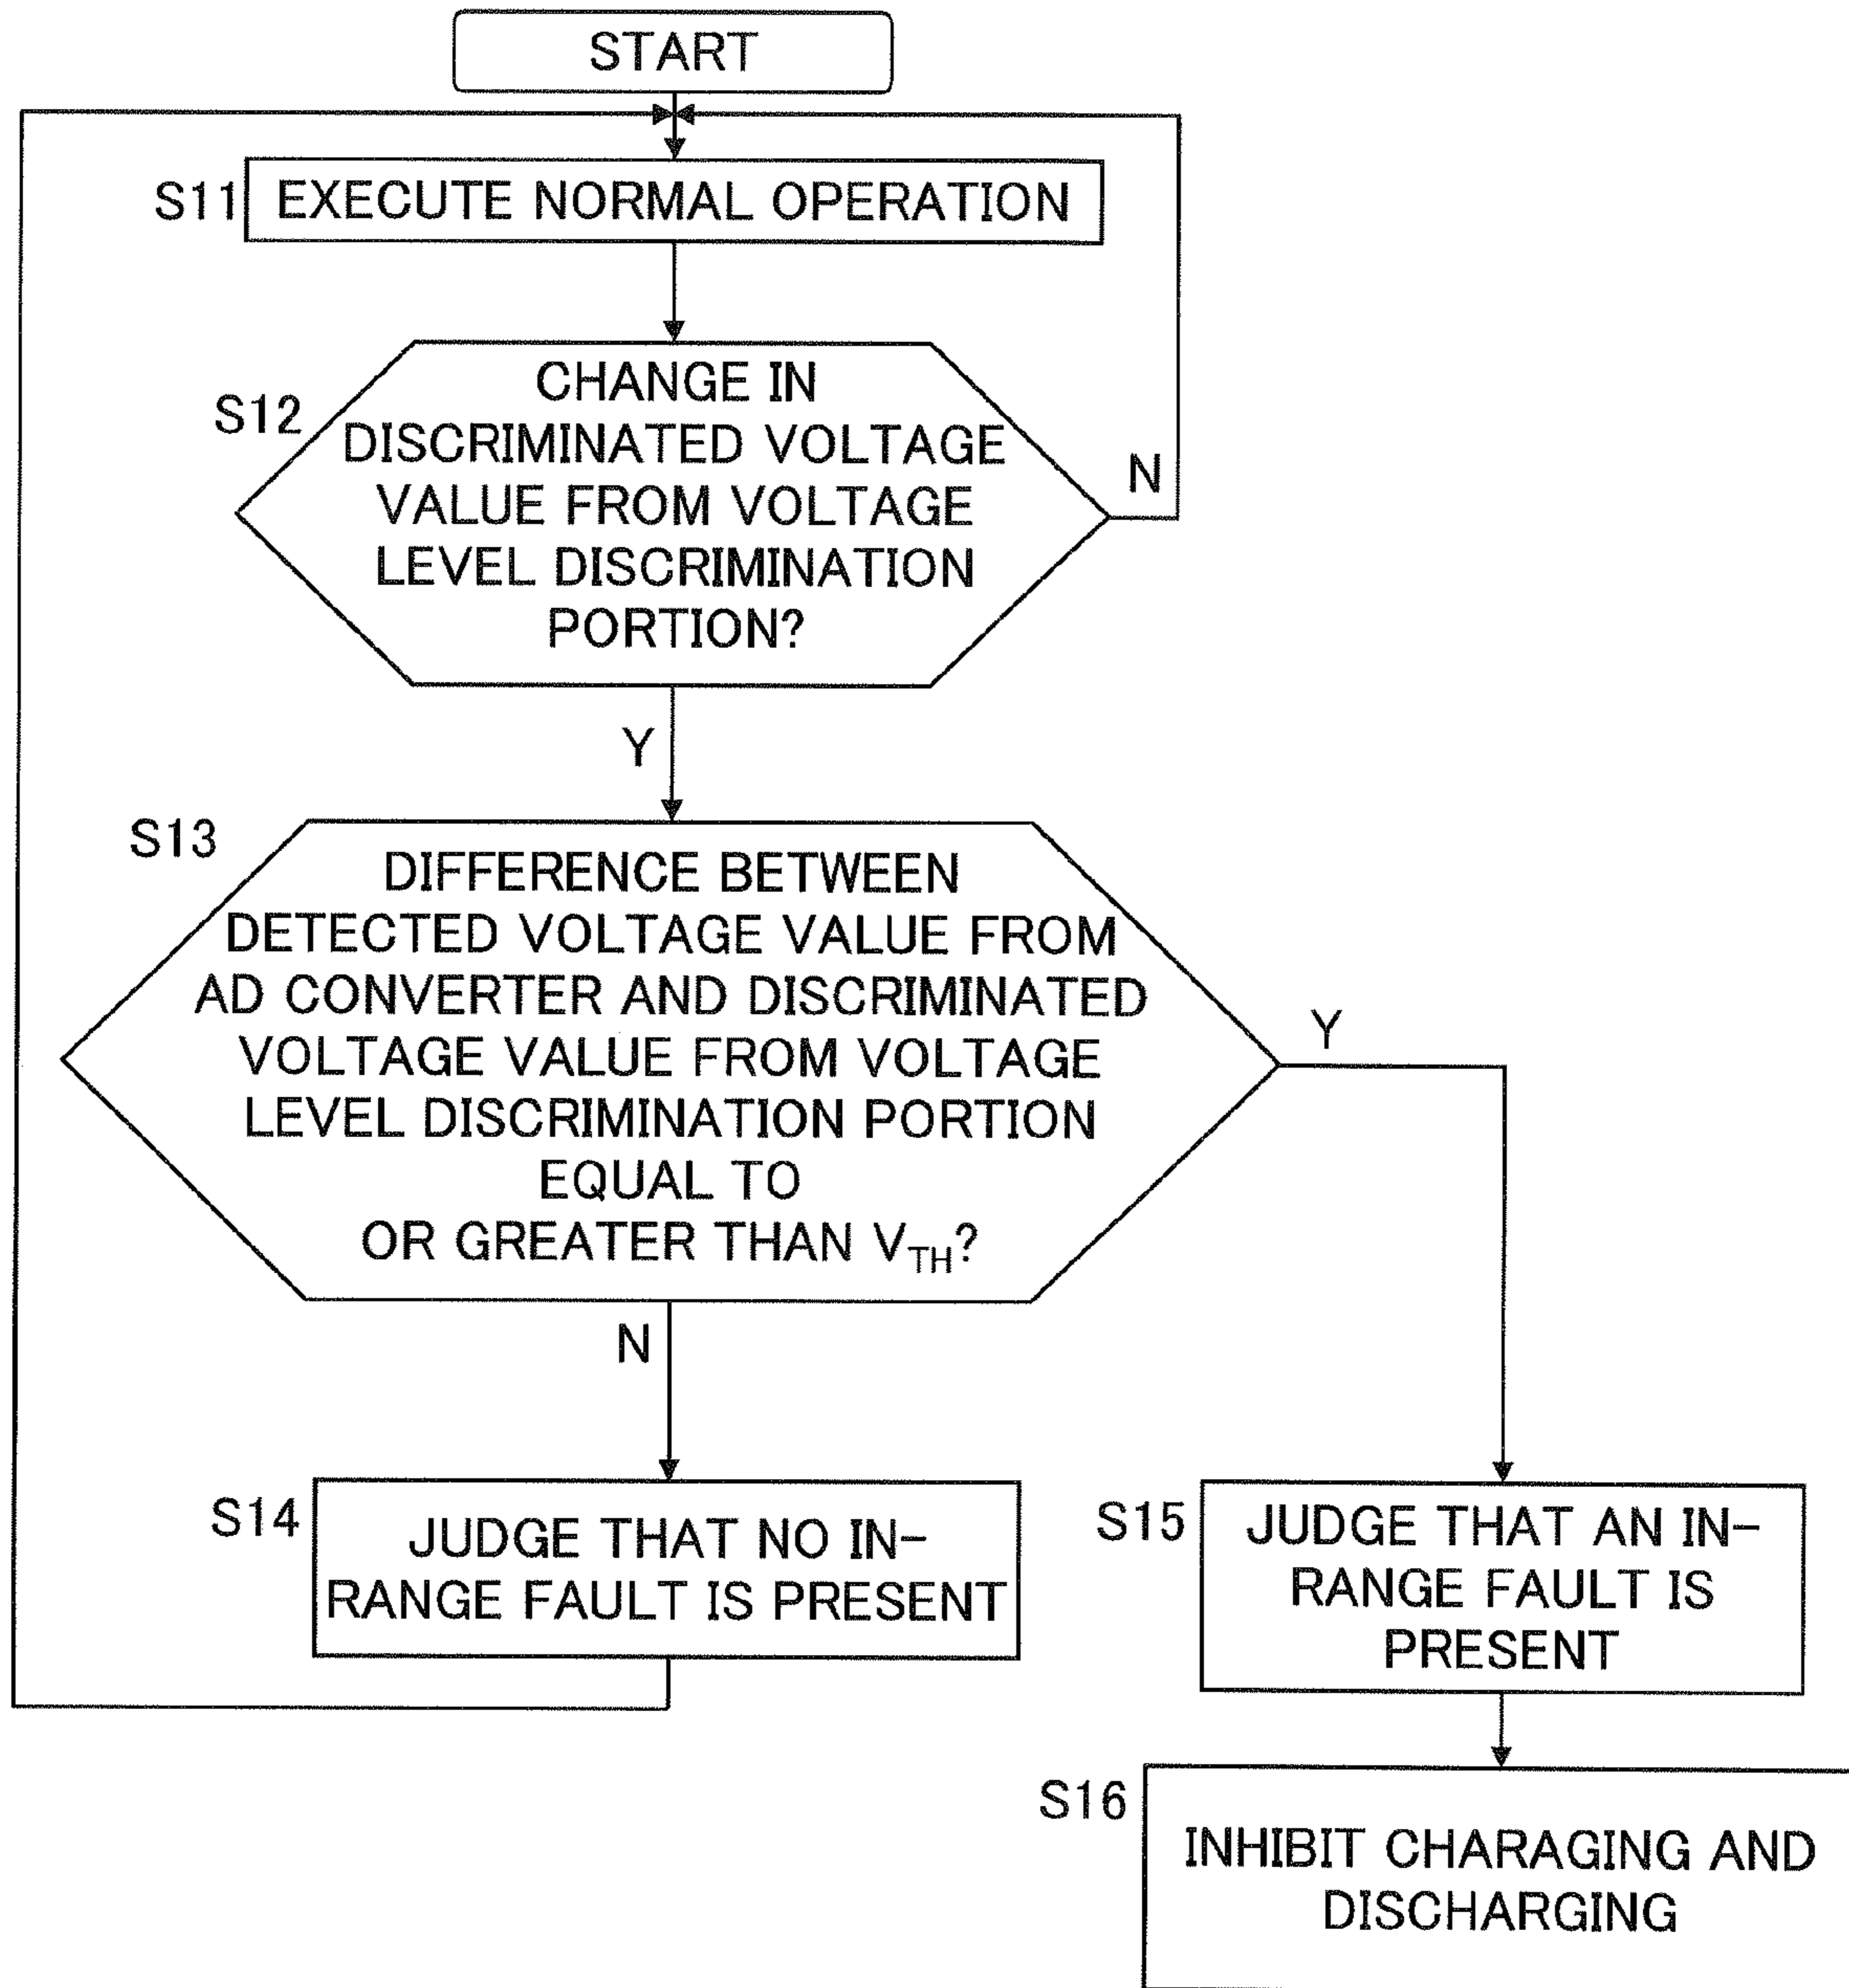 START
S11
EXECUTE NORMAL OPERATION
S12
CHANGE IN
DISCRIMINATED VOLTAGE
VALUE FROM VOLTAGE
LEVEL DISCRIMINATION
PORTION?
N
Y
S13
DIFFERENCE BETWEEN
DETECTED VOLTAGE VALUE FROM
AD CONVERTER AND DISCRIMINATED
VOLTAGE VALUE FROM VOLTAGE
LEVEL DISCRIMINATION PORTION
EQUAL TO
OR GREATER THAN V_TH?
Y
N
S14
JUDGE THAT NO IN-
RANGE FAULT IS PRESENT
S15
JUDGE THAT AN IN-
RANGE FAULT IS
PRESENT
S16
INHIBIT CHARAGING AND
DISCHARGING